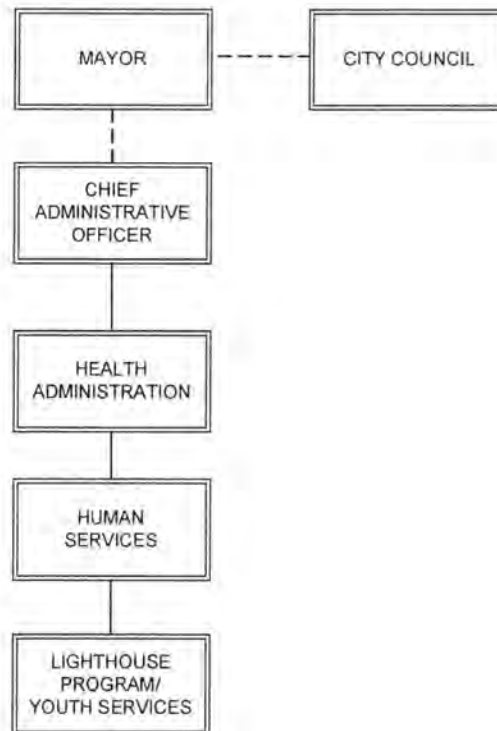 MAYOR
CITY COUNCIL
CHIEF
ADMINISTRATIVE
OFFICER
HEALTH
ADMINISTRATION
HUMAN
SERVICES
LIGHTHOUSE
PROGRAM/
YOUTH SERVICES